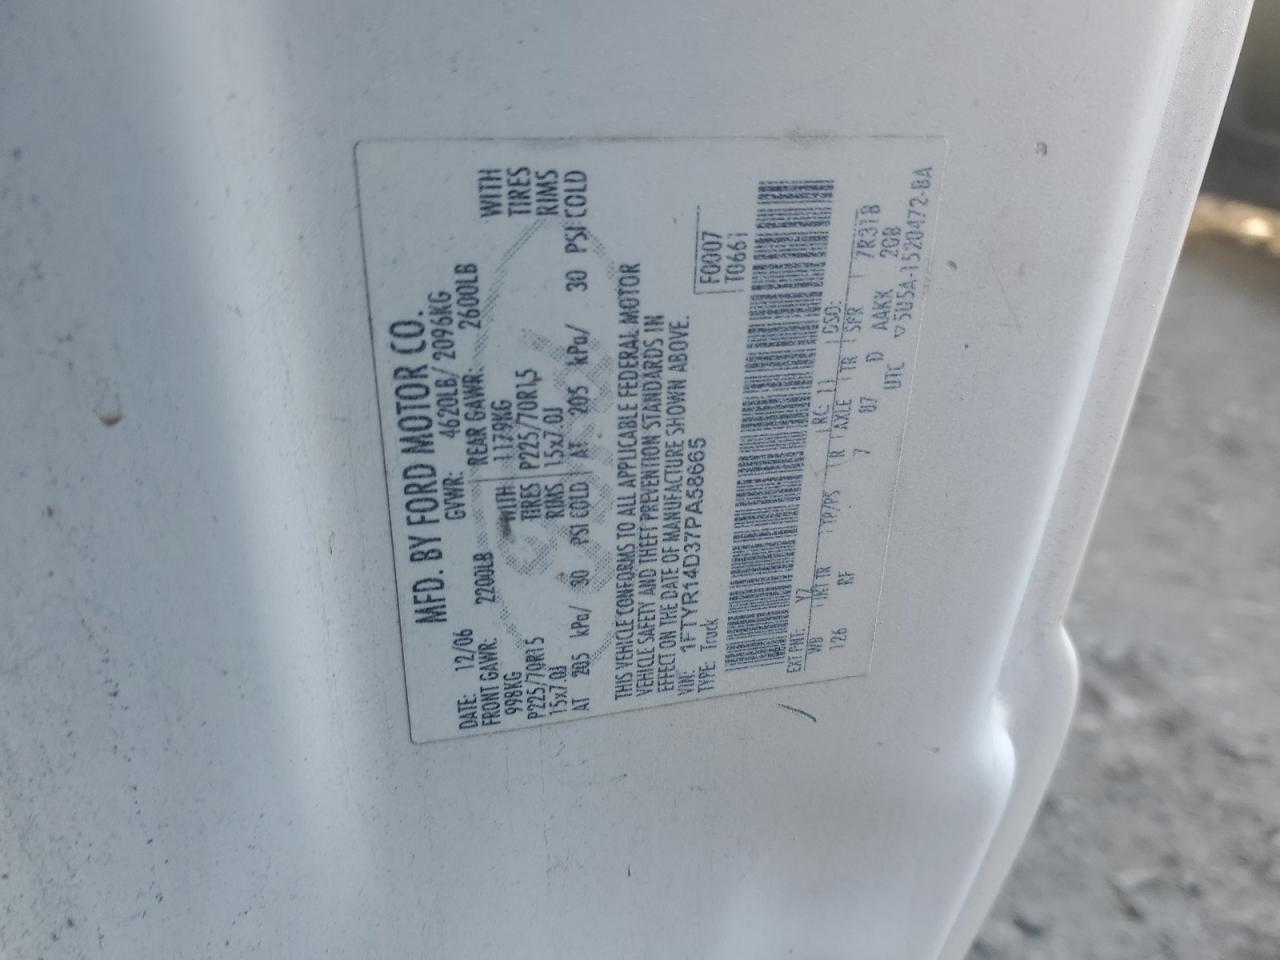 MFD. BY FORD MOTOR CO.
DATE: 12/06 GVWR: 4620LB/ 2096KG
FRONT GAWR: 2200LB REAR GAWR: 2600LB
998KG WITH 1179KG WITH
P225/70R15 TIRES P225/70R15 TIRES
15x7.0J RIMS 15x7.0J RIMS
AT 205 kPa/ 30 PSI COLD AT 205 kPa/ 30 PSI COLD
THIS VEHICLE CONFORMS TO ALL APPLICABLE FEDERAL MOTOR
VEHICLE SAFETY AND THEFT PREVENTION STANDARDS IN
EFFECT ON THE DATE OF MANUFACTURE SHOWN ABOVE.
VIN: 1FTYR14D37PA58665 F0007
TYPE: Truck T0661
EXT PNT: YZ RC: 11 DSO:
WB INT TR TP/PS R AXLE TR SPR 7R3TB
126 RF 7 87 D AAKK 2GB
UTC ▽ 5U5A-1520472-BA